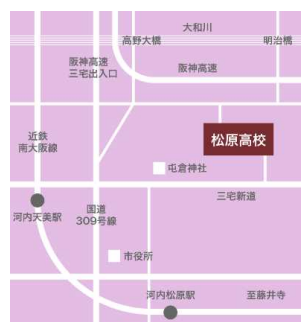 大和川
高野大橋
明治橋
阪神高速
三宅出入口
阪神高速
近鉄
南大阪線
松原高校
屯倉神社
三宅新道
河内天美駅
国道
309号線
市役所
河内松原駅
至藤井寺